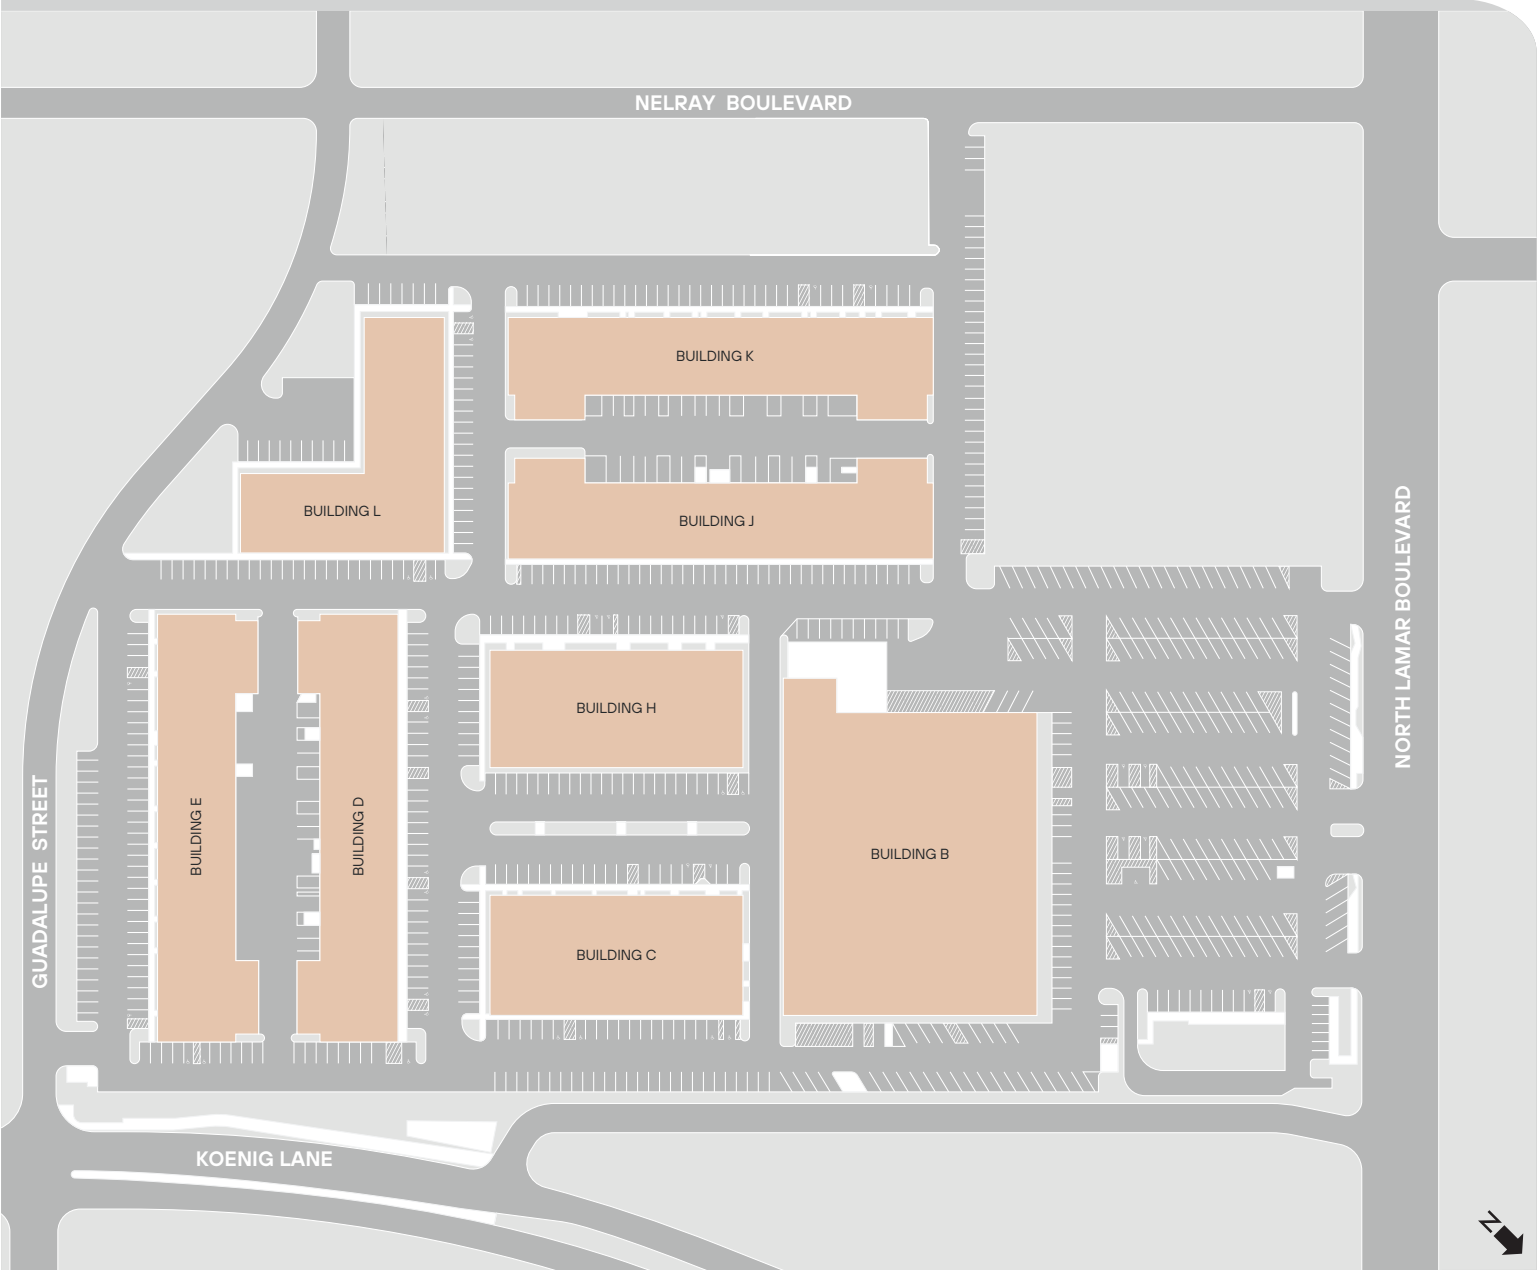 NELRAY BOULEVARD
BUILDING K
BUILDING L
BUILDING J
NORTH LAMAR BOULEVARD
BUILDING H
GUADALUPE STREET
BUILDING E
BUILDING D
BUILDING B
BUILDING C
KOENIG LANE
N